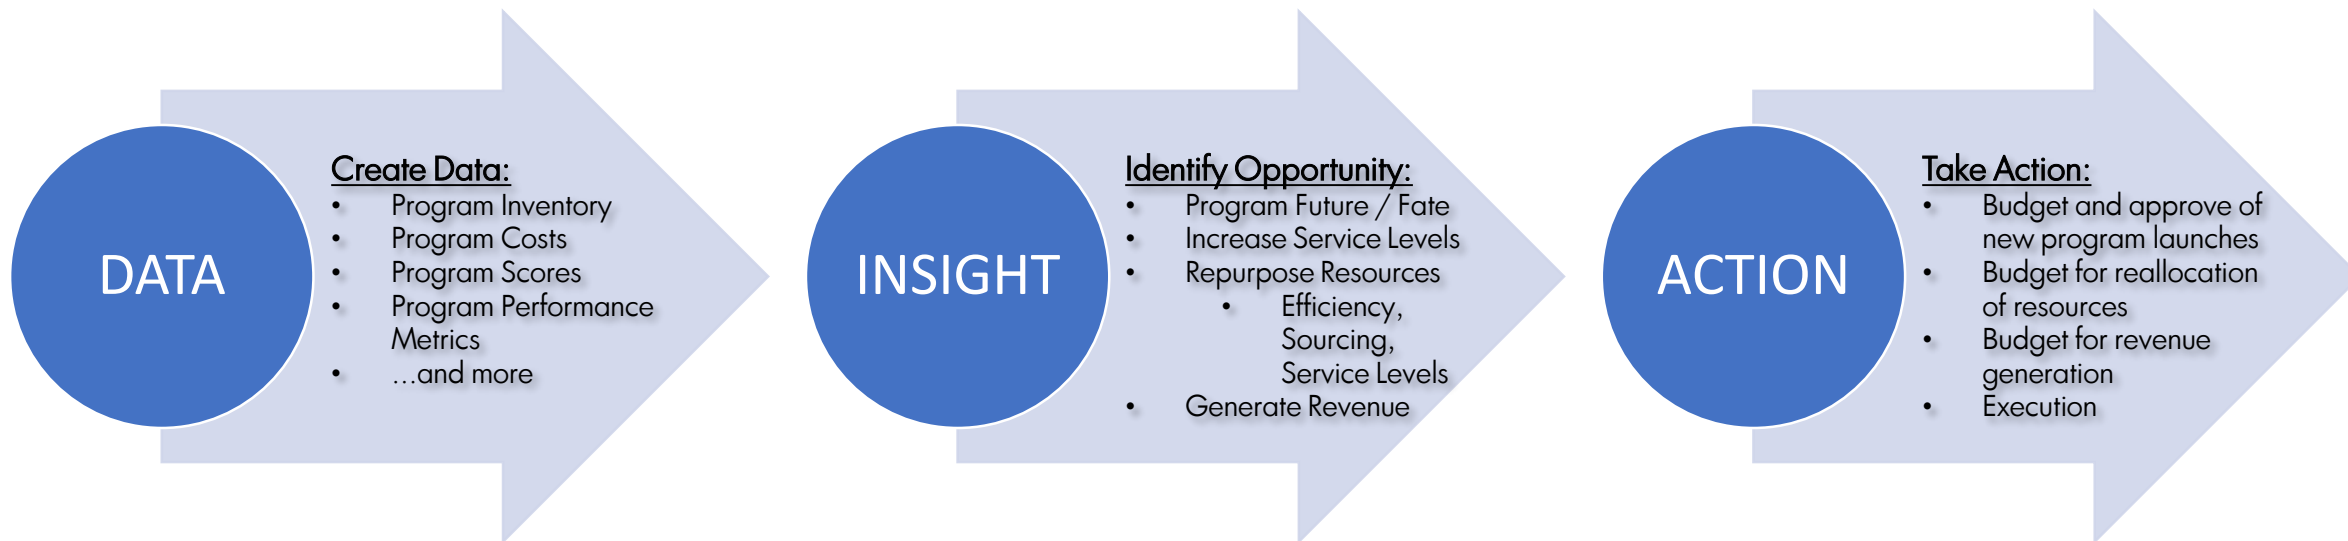 DATA
Create Data:
• Program Inventory
• Program Costs
• Program Scores
• Program Performance
Metrics
• ...and more
INSIGHT
Identify Opportunity:
• Program Future / Fate
• Increase Service Levels
• Repurpose Resources
• Efficiency,
Sourcing,
Service Levels
• Generate Revenue
ACTION
Take Action:
• Budget and approve of
new program launches
• Budget for reallocation
of resources
• Budget for revenue
generation
• Execution